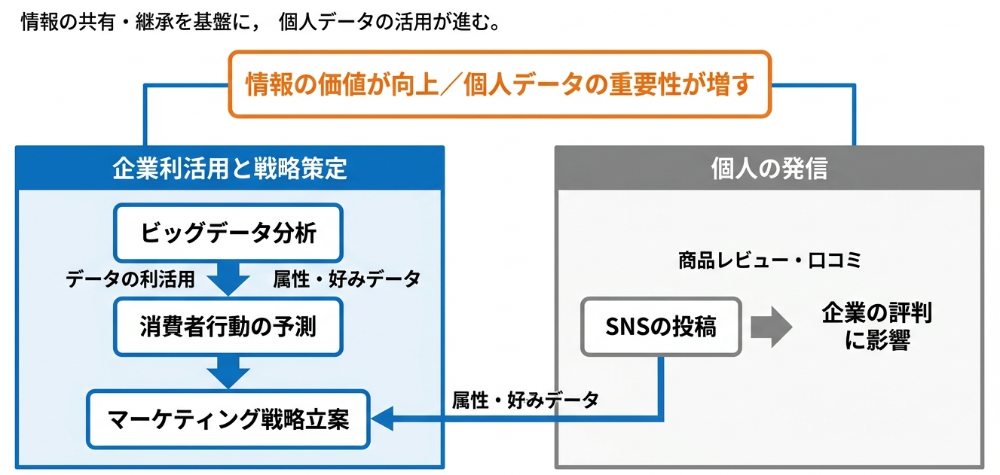 情報の共有・継承を基盤に， 個人データの活用が進む。
情報の価値が向上／個人データの重要性が増す
企業利活用と戦略策定
ビッグデータ分析
データの利活用
属性・好みデータ
消費者行動の予測
マーケティング戦略立案
個人の発信
商品レビュー・口コミ
SNSの投稿
企業の評判
に影響
属性・好みデータ